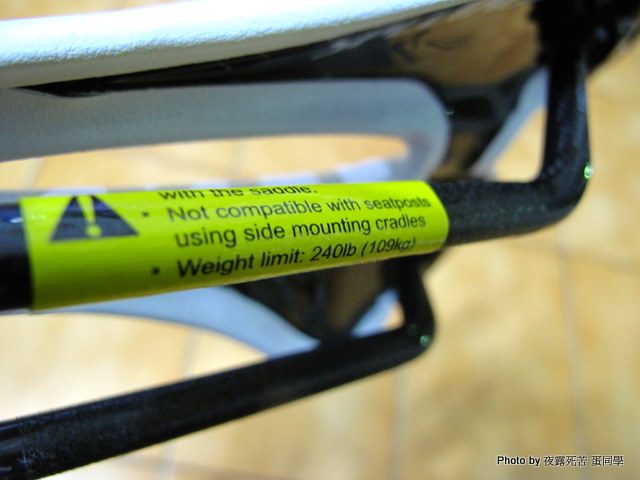 with the saddle.
• Not compatible with seatposts
using side mounting cradles
• Weight limit: 240lb (109kg)
Photo by 夜露死苦 蛋同學